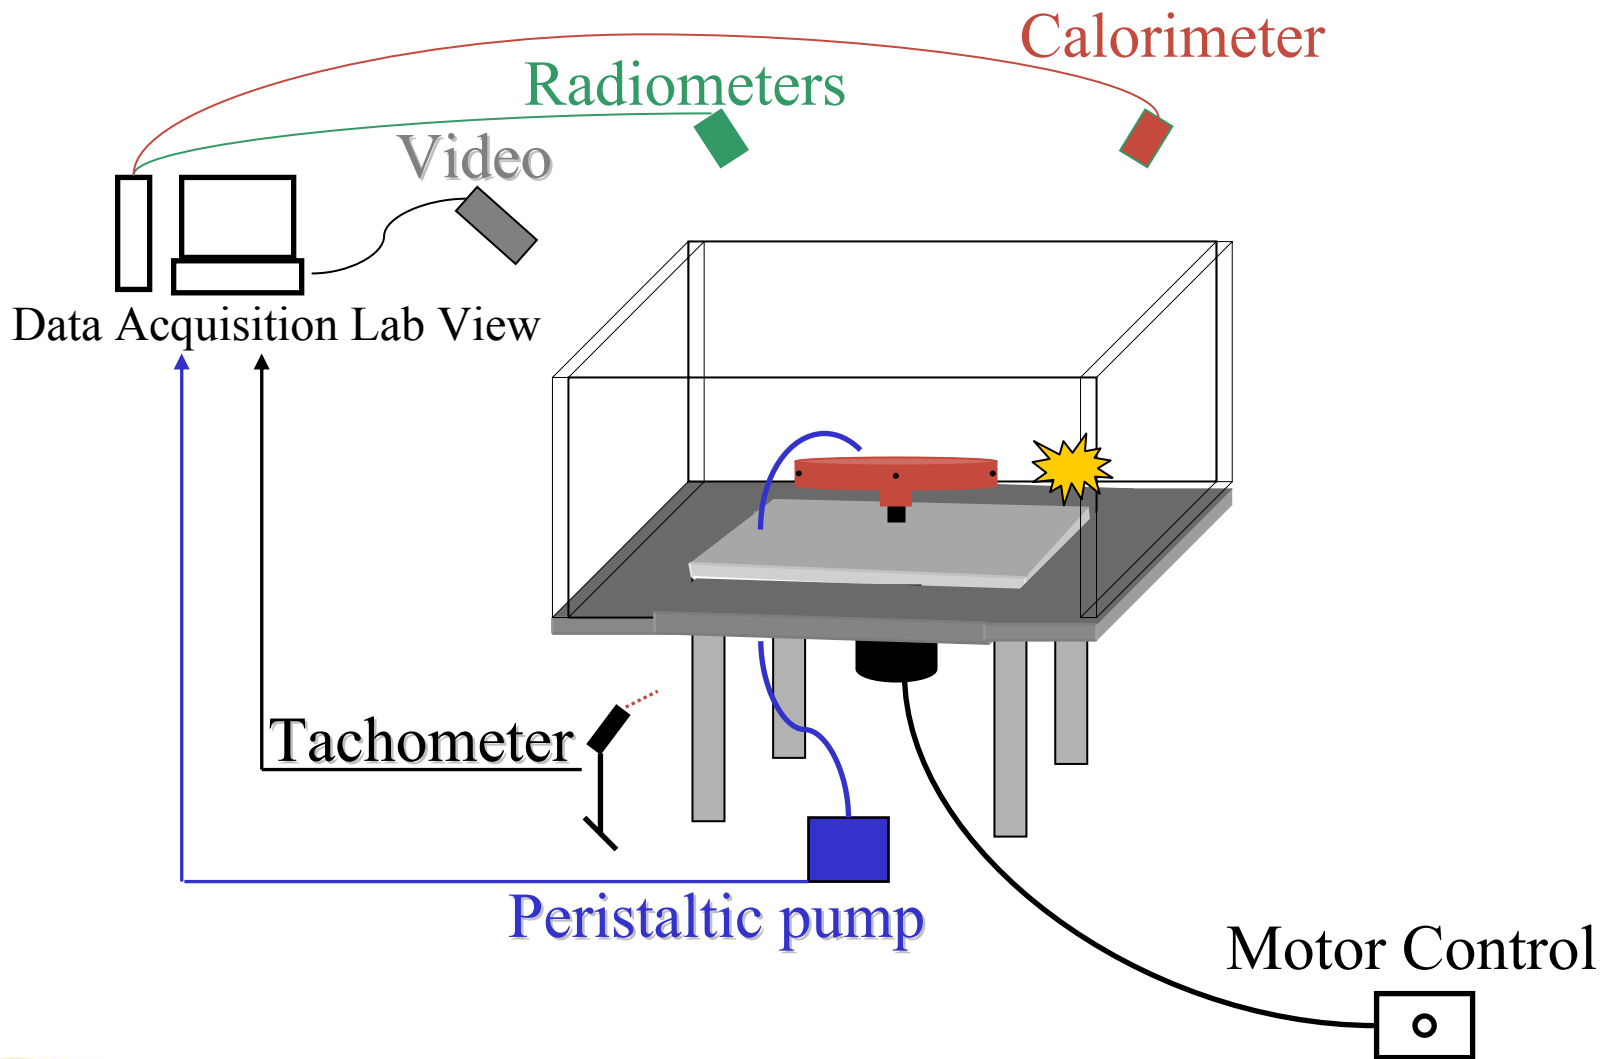 Calorimeter
Radiometers
Video
Data Acquisition Lab View
Tachometer
Peristaltic pump
Motor Control